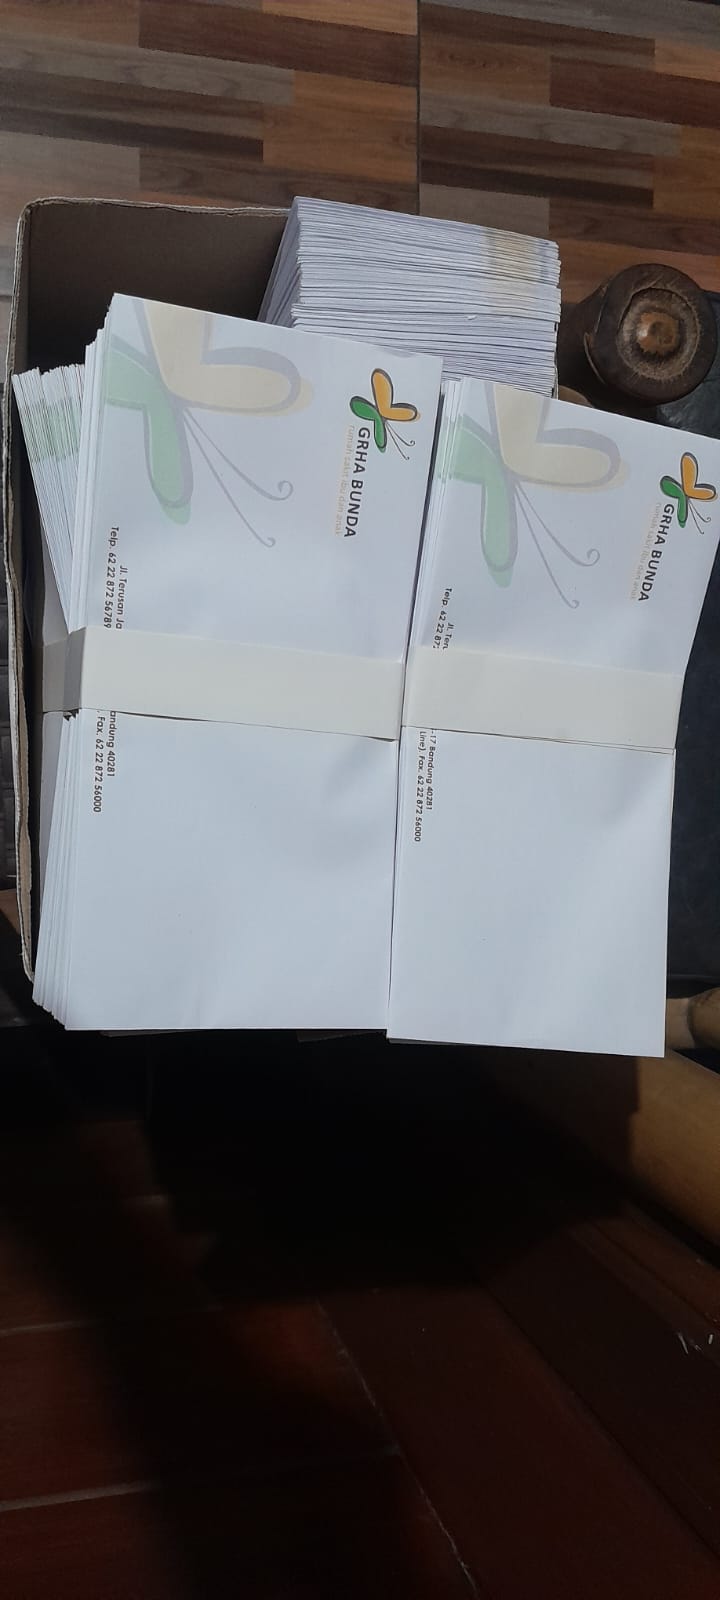 GRHA BUNDA
rumah sakit ibu dan anak
Jl. Teru
-17 Bandung 40281
Telp. 62 22 872
Line). Fax. 62 22 872 56000
GRHA BUNDA
rumah sakit ibu dan anak
Jl. Terusan Ja
andung 40281
Telp. 62 22 872 56789
. Fax. 62 22 872 56000